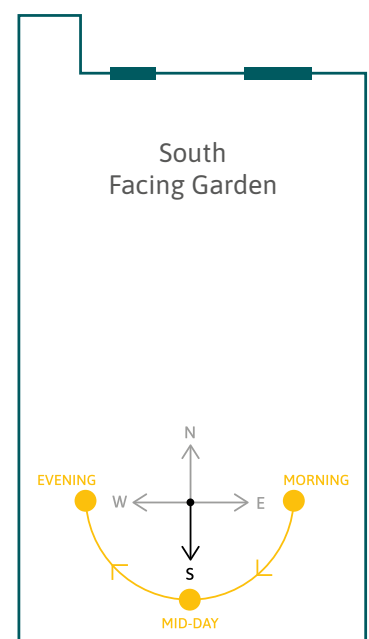 South
Facing Garden
N
EVENING
MORNING
W
E
S
MID-DAY